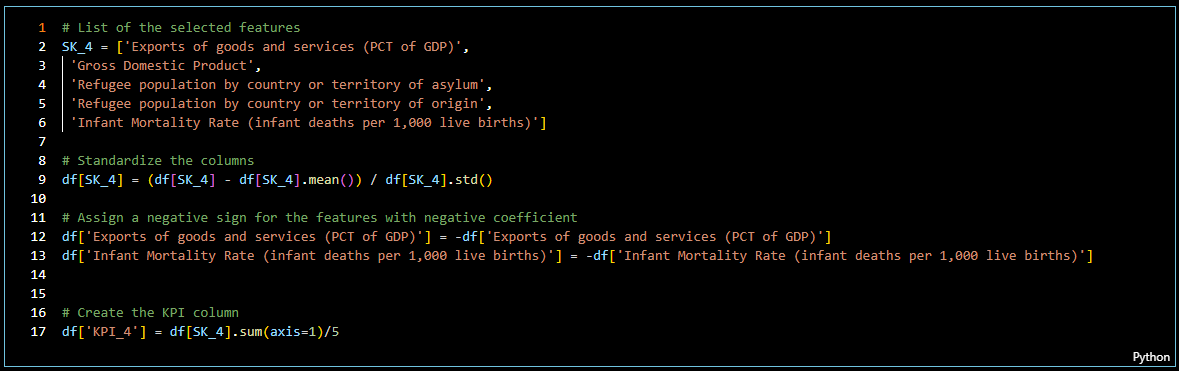 1 # List of the selected features
2 SK_4 = ['Exports of goods and services (PCT of GDP)',
3 'Gross Domestic Product',
4 'Refugee population by country or territory of asylum',
5 'Refugee population by country or territory of origin',
6 'Infant Mortality Rate (infant deaths per 1,000 live births)']
7
8 # Standardize the columns
9 df[SK_4] = (df[SK_4] - df[SK_4].mean()) / df[SK_4].std()
10
11 # Assign a negative sign for the features with negative coefficient
12 df['Exports of goods and services (PCT of GDP)'] = -df['Exports of goods and services (PCT of GDP)']
13 df['Infant Mortality Rate (infant deaths per 1,000 live births)'] = -df['Infant Mortality Rate (infant deaths per 1,000 live births)']
14
15
16 # Create the KPI column
17 df['KPI_4'] = df[SK_4].sum(axis=1)/5
Python